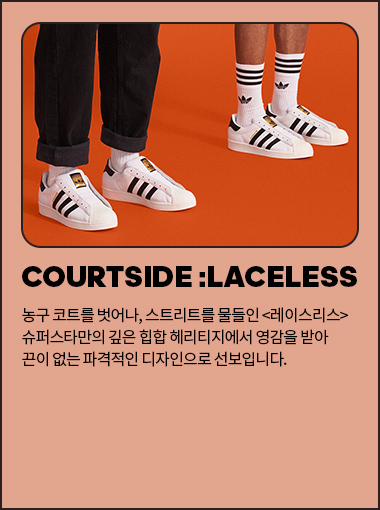 COURTSIDE :LACELESS
농구 코트를 벗어나, 스트리트를 물들인 <레이스리스>
슈퍼스타만의 깊은 힙합 헤리티지에서 영감을 받아
끈이 없는 파격적인 디자인으로 선보입니다.